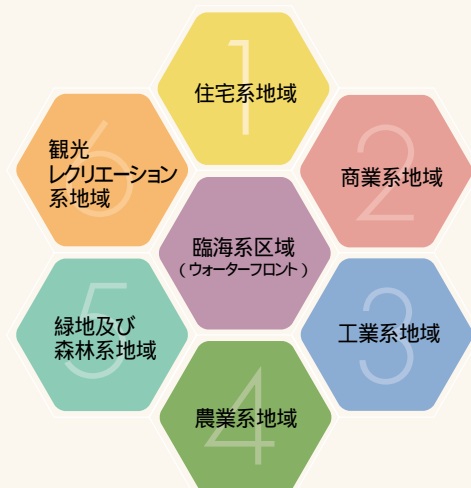 1
住宅系地域
2
商業系地域
3
工業系地域
4
農業系地域
5
緑地及び
森林系地域
6
観光
レクリエーション
系地域
臨海系区域
(ウォーターフロント)